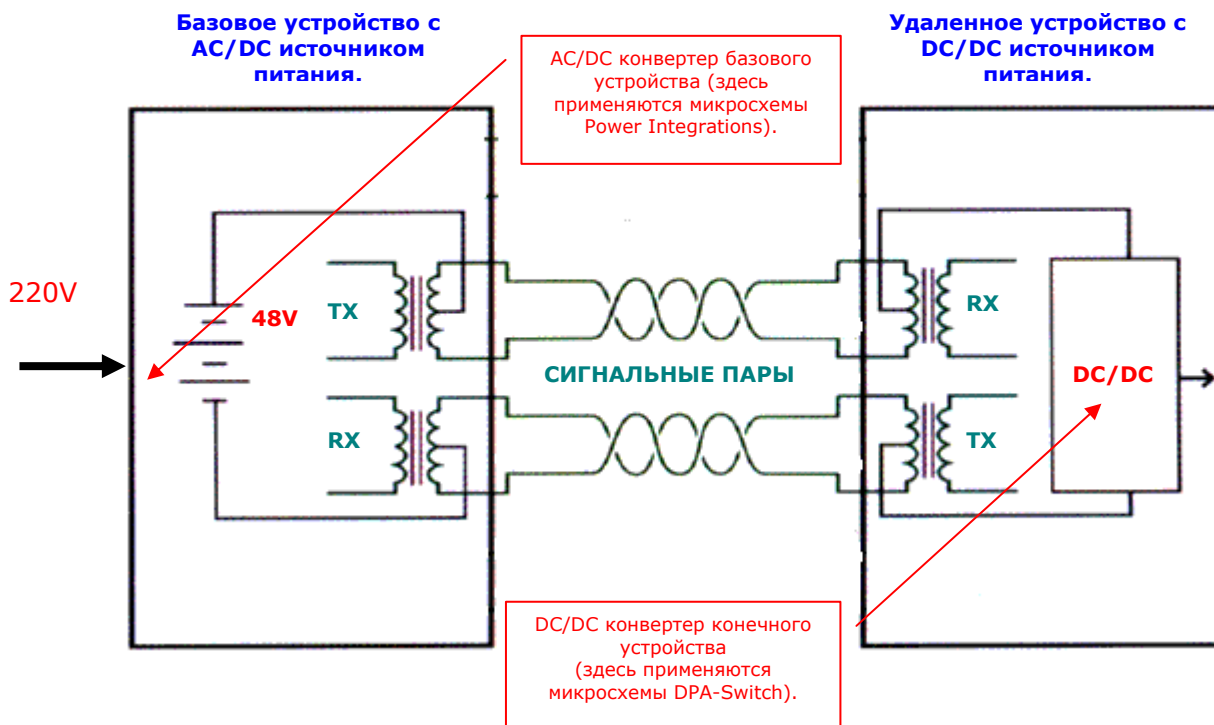 Базовое устройство с
AC/DC источником
питания.
AC/DC конвертер базового
устройства (здесь
применяются микросхемы
Power Integrations).
Удаленное устройство с
DC/DC источником
питания.
220V
48V
TX
RX
СИГНАЛЬНЫЕ ПАРЫ
RX
TX
DC/DC
DC/DC конвертер конечного
устройства
(здесь применяются
микросхемы DPA-Switch).